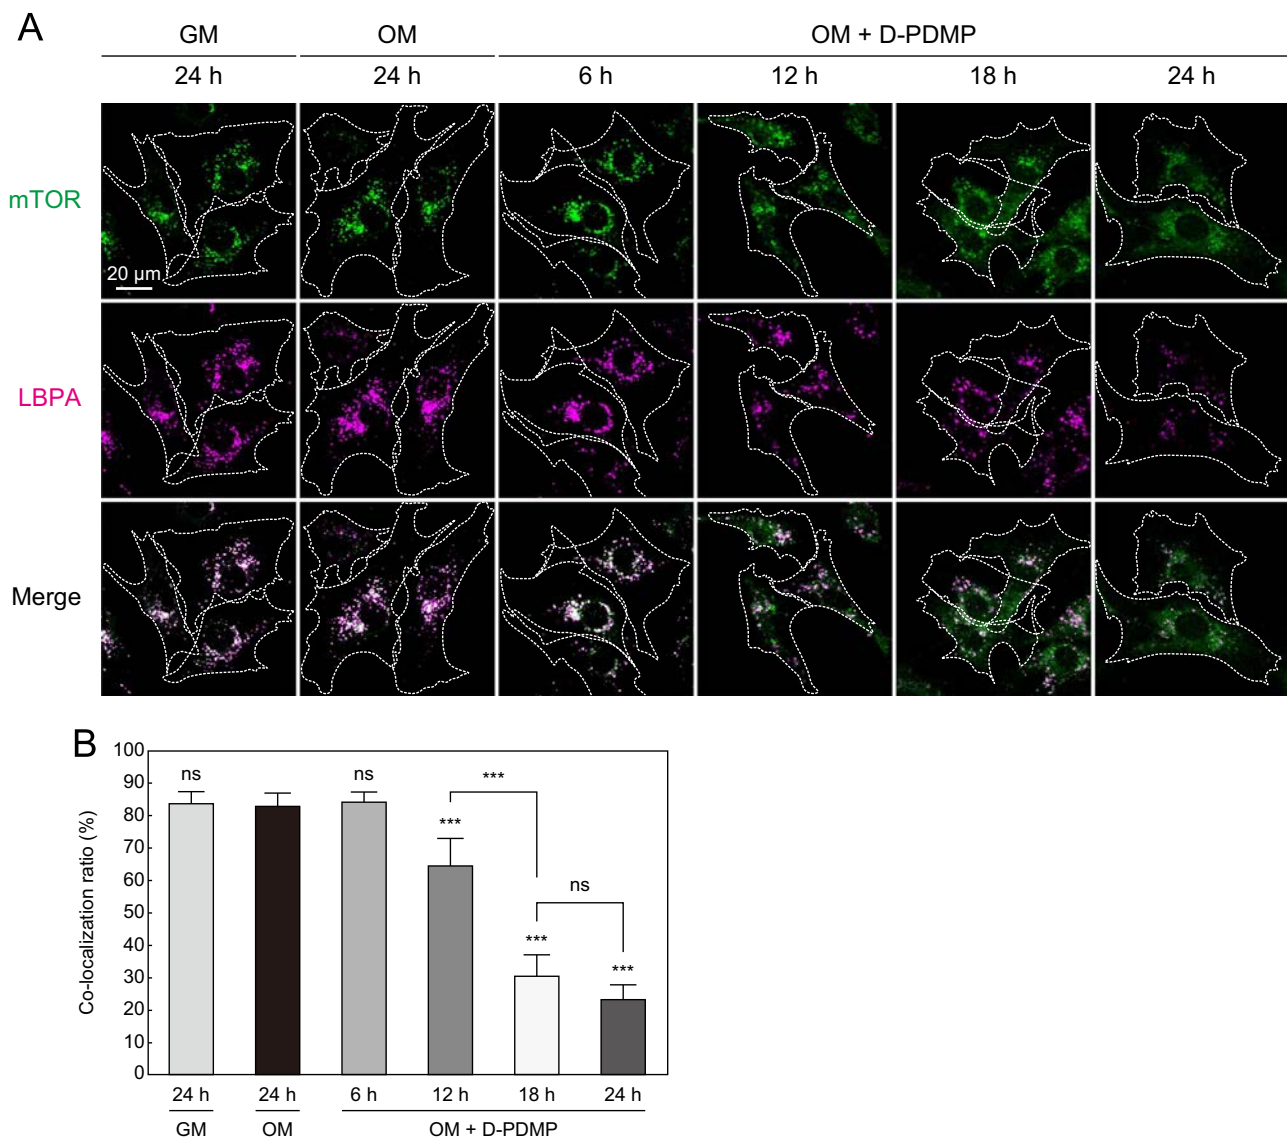 A
GM OM OM + D-PDMP
24 h 24 h 6 h 12 h 18 h 24 h
mTOR
20 μm
LBPA
Merge
B
Co-localization ratio (%)
100
90
80
70
60
50
40
30
20
10
0
ns ns *** *** *** ***
ns
24 h 24 h 6 h 12 h 18 h 24 h
GM OM OM + D-PDMP